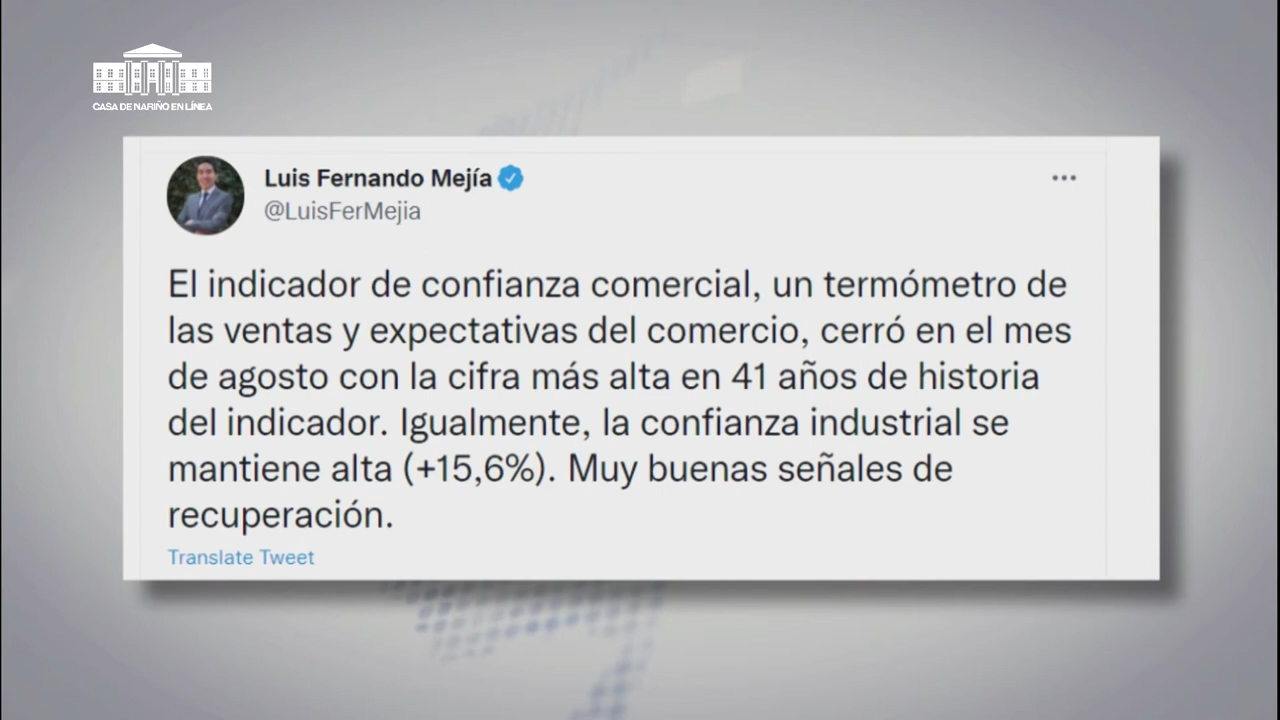 CASA DE NARIÑO EN LÍNEA
Luis Fernando Mejía
@LuisFerMejia
El indicador de confianza comercial, un termómetro de
las ventas y expectativas del comercio, cerró en el mes
de agosto con la cifra más alta en 41 años de historia
del indicador. Igualmente, la confianza industrial se
mantiene alta (+15,6%). Muy buenas señales de
recuperación.
Translate Tweet